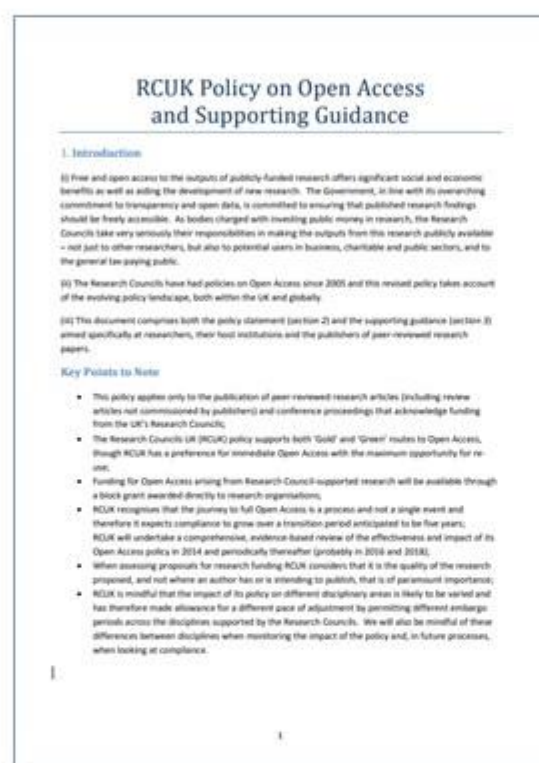 RCUK Policy on Open Access
and Supporting Guidance
1. Introduction
(i) Free and open access to the outputs of publicly-funded research offers significant social and economic
benefits as well as aiding the development of new research. The Government, in line with its overarching
commitment to transparency and open data, is committed to ensuring that published research findings
should be freely accessible. As bodies charged with investing public money in research, the Research
Councils take very seriously their responsibilities in making the outputs from this research publicly available
– not just to other researchers, but also to potential users in business, charitable and public sectors, and to
the general tax-paying public.
(ii) The Research Councils have had policies on Open Access since 2005 and this revised policy takes account
of the evolving policy landscape, both within the UK and globally.
(iii) This document comprises both the policy statement (section 2) and the supporting guidance (section 3)
aimed specifically at researchers, their host institutions and the publishers of peer-reviewed research
papers.
Key Points to Note
• This policy applies only to the publication of peer-reviewed research articles (including review
articles not commissioned by publishers) and conference proceedings that acknowledge funding
from the UK's Research Councils;
• The Research Councils UK (RCUK) policy supports both 'Gold' and 'Green' routes to Open Access,
though RCUK has a preference for immediate Open Access with the maximum opportunity for re-
use;
• Funding for Open Access arising from Research Council-supported research will be available through
a block grant awarded directly to research organisations;
• RCUK recognises that the journey to full Open Access is a process and not a single event and
therefore it expects compliance to grow over a transition period anticipated to be five years;
RCUK will undertake a comprehensive, evidence-based review of the effectiveness and impact of its
Open Access policy in 2014 and periodically thereafter (probably in 2016 and 2018);
• When assessing proposals for research funding RCUK considers that it is the quality of the research
proposed, and not where an author has or is intending to publish, that is of paramount importance;
• RCUK is mindful that the impact of its policy on different disciplinary areas is likely to be varied and
has therefore made allowance for a different pace of adjustment by permitting different embargo
periods across the disciplines supported by the Research Councils. We will also be mindful of these
differences between disciplines when monitoring the impact of the policy and, in future processes,
when looking at compliance.
1